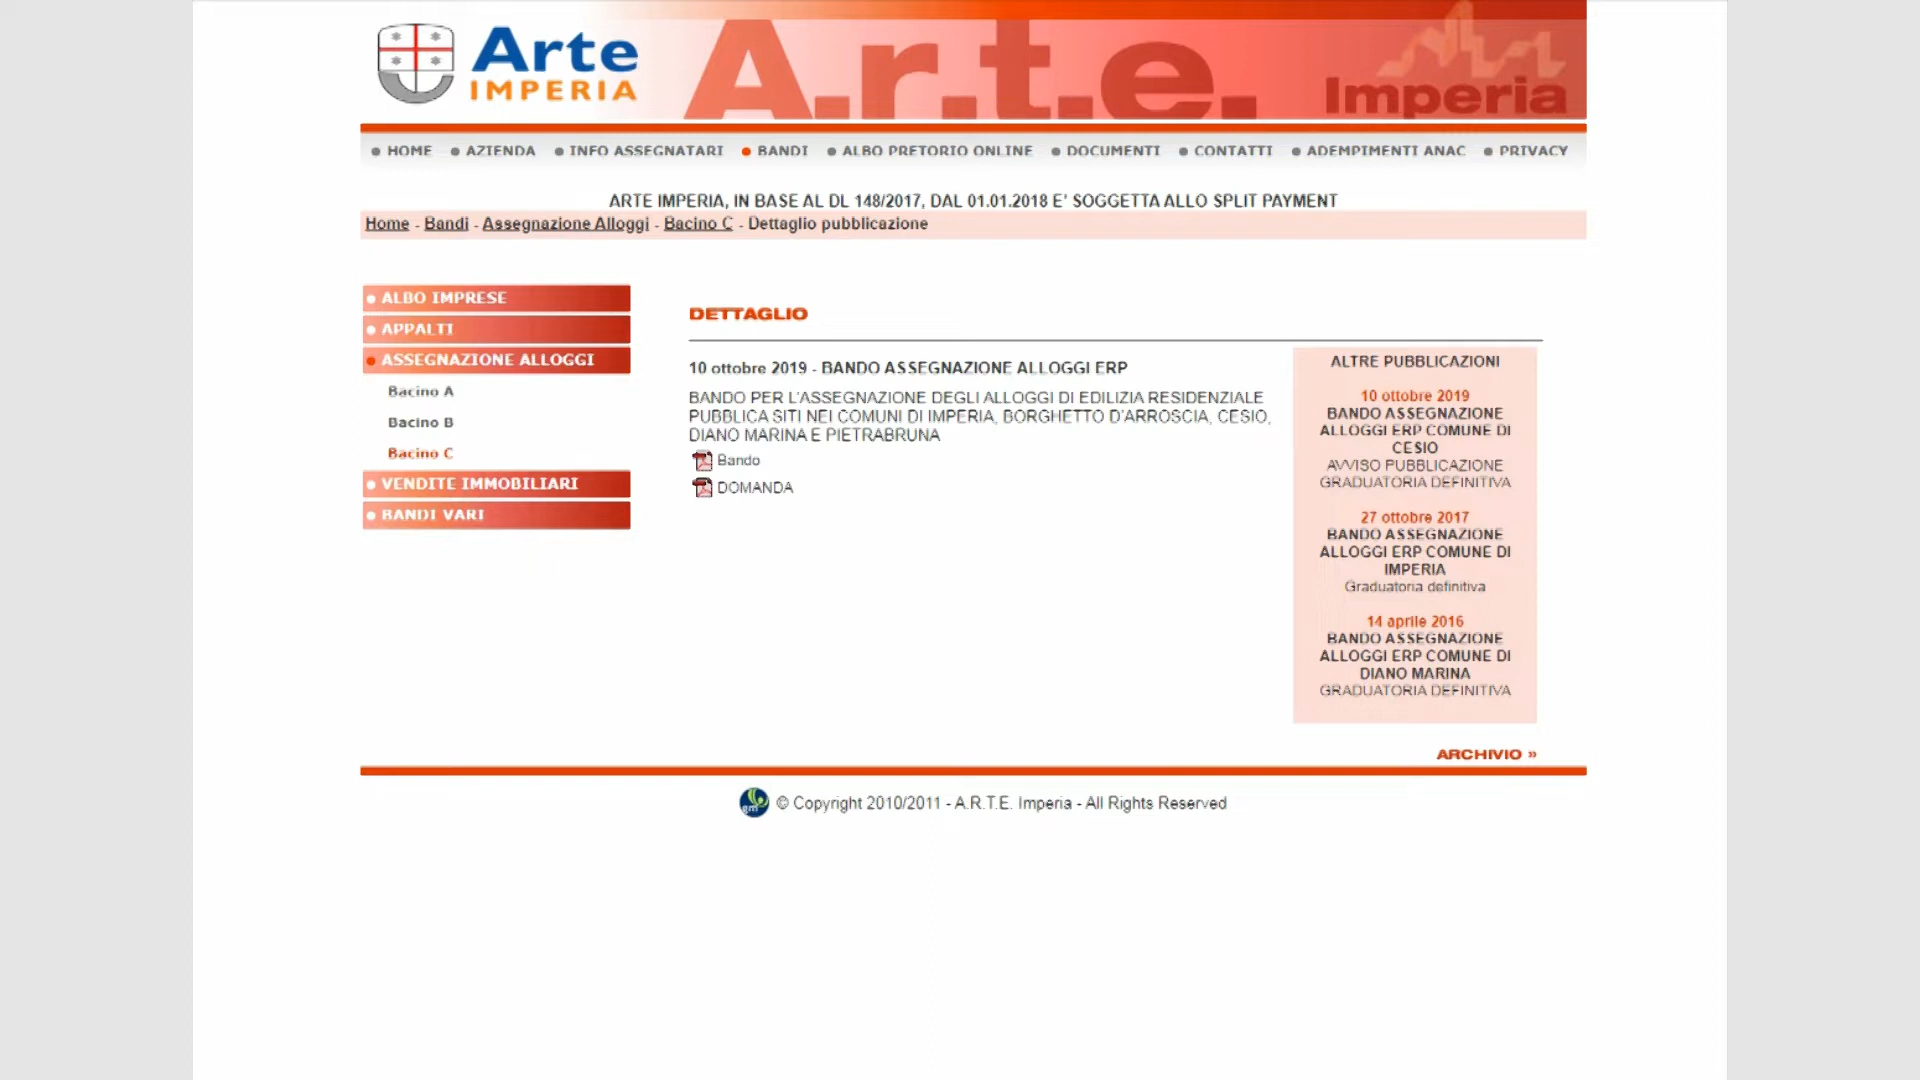 Arte
IMPERIA
A.r.t.e.
Imperia
HOME AZIENDA INFO ASSEGNATARI BANDI ALBO PRETORIO ONLINE DOCUMENTI CONTATTI ADEMPIMENTI ANAC PRIVACY
ARTE IMPERIA, IN BASE AL DL 148/2017, DAL 01.01.2018 E' SOGGETTA ALLO SPLIT PAYMENT
Home - Bandi - Assegnazione Alloggi - Bacino C - Dettaglio pubblicazione
ALBO IMPRESE
APPALTI
ASSEGNAZIONE ALLOGGI
Bacino A
Bacino B
Bacino C
VENDITE IMMOBILIARI
BANDI VARI
DETTAGLIO
10 ottobre 2019 - BANDO ASSEGNAZIONE ALLOGGI ERP
BANDO PER L'ASSEGNAZIONE DEGLI ALLOGGI DI EDILIZIA RESIDENZIALE
PUBBLICA SITI NEI COMUNI DI IMPERIA, BORGHETTO D'ARROSCIA, CESIO,
DIANO MARINA E PIETRABRUNA
Bando
DOMANDA
ALTRE PUBBLICAZIONI
10 ottobre 2019
BANDO ASSEGNAZIONE
ALLOGGI ERP COMUNE DI
CESIO
AVVISO PUBBLICAZIONE
GRADUATORIA DEFINITIVA
27 ottobre 2017
BANDO ASSEGNAZIONE
ALLOGGI ERP COMUNE DI
IMPERIA
Graduatoria definitiva
14 aprile 2016
BANDO ASSEGNAZIONE
ALLOGGI ERP COMUNE DI
DIANO MARINA
GRADUATORIA DEFINITIVA
ARCHIVIO »
gm © Copyright 2010/2011 - A.R.T.E. Imperia - All Rights Reserved